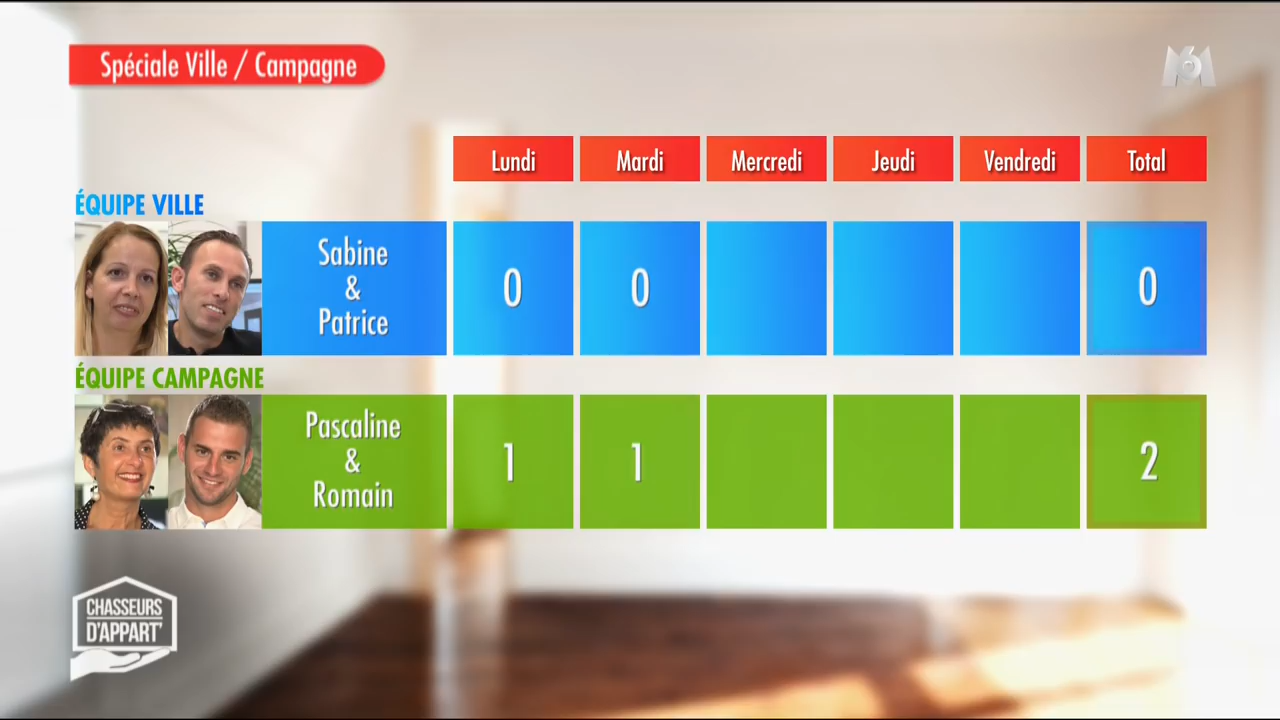 Spéciale Ville / Campagne
M6
Lundi Mardi Mercredi Jeudi Vendredi Total
ÉQUIPE VILLE
Sabine
&
Patrice
0 0 0
ÉQUIPE CAMPAGNE
Pascaline
&
Romain
1 1 2
CHASSEURS
D'APPART'